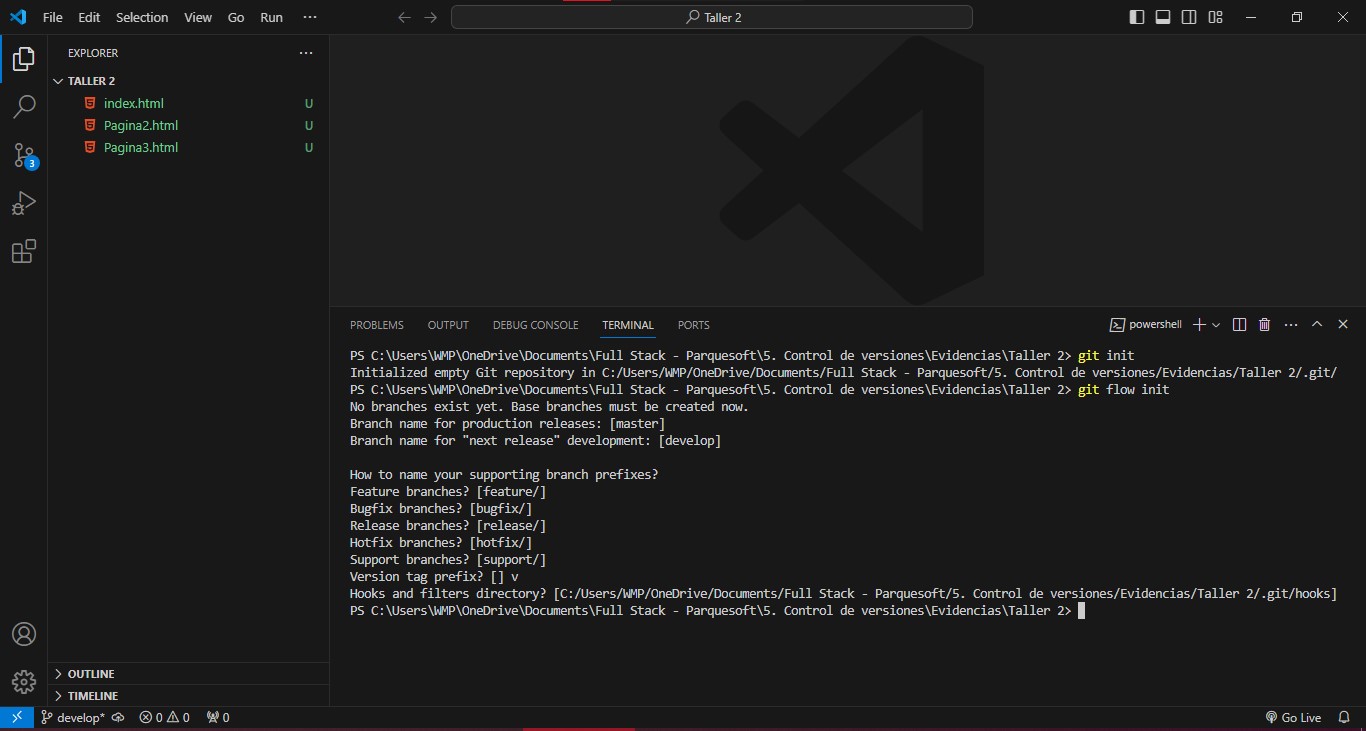 File Edit Selection View Go Run ···
Taller 2
EXPLORER
TALLER 2
index.html U
Pagina2.html U
Pagina3.html U
3
OUTLINE
TIMELINE
PROBLEMS OUTPUT DEBUG CONSOLE TERMINAL PORTS
powershell
PS C:\Users\WMP\OneDrive\Documents\Full Stack - Parquesoft\5. Control de versiones\Evidencias\Taller 2> git init
Initialized empty Git repository in C:/Users/WMP/OneDrive/Documents/Full Stack - Parquesoft/5. Control de versiones/Evidencias/Taller 2/.git/
PS C:\Users\WMP\OneDrive\Documents\Full Stack - Parquesoft\5. Control de versiones\Evidencias\Taller 2> git flow init
No branches exist yet. Base branches must be created now.
Branch name for production releases: [master]
Branch name for "next release" development: [develop]
How to name your supporting branch prefixes?
Feature branches? [feature/]
Bugfix branches? [bugfix/]
Release branches? [release/]
Hotfix branches? [hotfix/]
Support branches? [support/]
Version tag prefix? [] v
Hooks and filters directory? [C:/Users/WMP/OneDrive/Documents/Full Stack - Parquesoft/5. Control de versiones/Evidencias/Taller 2/.git/hooks]
PS C:\Users\WMP\OneDrive\Documents\Full Stack - Parquesoft\5. Control de versiones\Evidencias\Taller 2>
develop* 0 0 0 Go Live